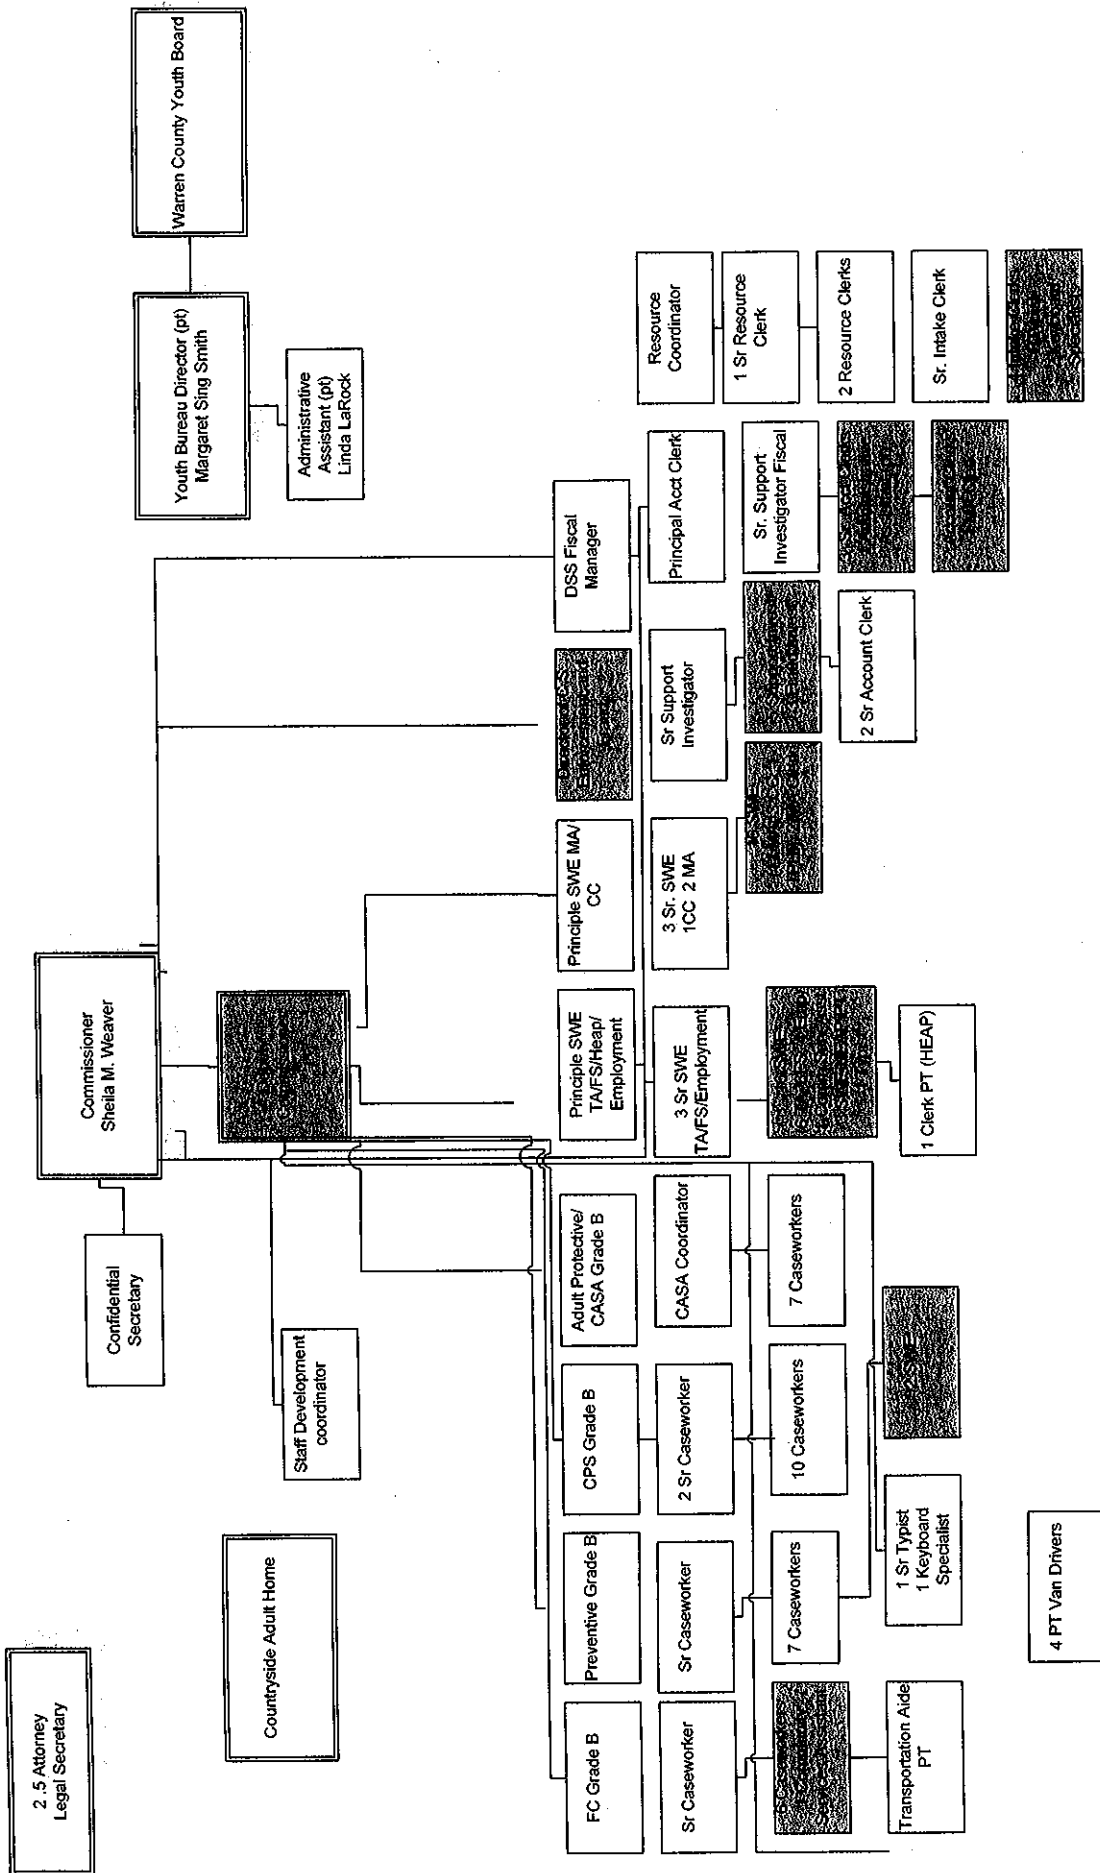 2 .5 Attorney
Legal Secretary
Commissioner
Sheila M. Weaver
Warren County Youth Board
Confidential
Secretary
Youth Bureau Director (pt)
Margaret Sing Smith
Countryside Adult Home
Staff Development
coordinator
Administrative
Assistant (pt)
Linda LaRock
FC Grade B
Preventive Grade B
CPS Grade B
Adult Protective/
CASA Grade B
Principle SWE
TA/FS/Heap/
Employment
Principle SWE MA/
CC
DSS Fiscal
Manager
Sr Caseworker
Sr Caseworker
2 Sr Caseworker
CASA Coordinator
3 Sr SWE
TA/FS/Employment
3 Sr. SWE
1CC 2 MA
Sr Support
Investigator
Principal Acct Clerk
Resource
Coordinator
6 Caseworkers
7 Caseworkers
10 Caseworkers
7 Caseworkers
Sr. Support
Investigator Fiscal
1 Sr Resource
Clerk
Transportation Aide
PT
1 Sr Typist
1 Keyboard
Specialist
2 SWE
1 Clerk PT (HEAP)
2 Sr Account Clerk
2 Resource Clerks
Sr. Intake Clerk
Specialists
4 PT Van Drivers